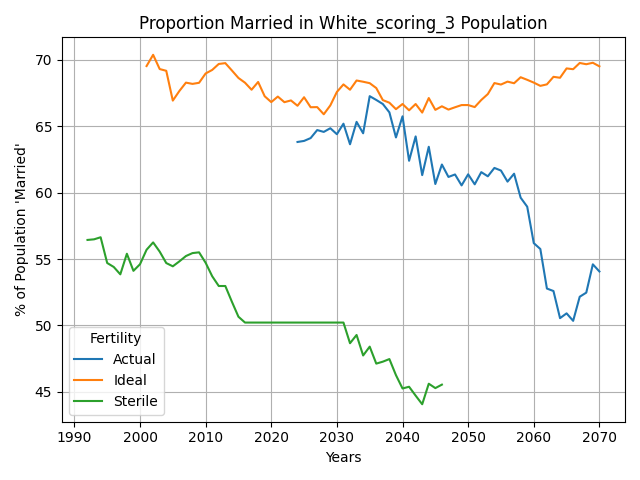 Proportion Married in White_scoring_3 Population
% of Population 'Married'
70
65
60
55
50
45
Fertility
Actual
Ideal
Sterile
1990 2000 2010 2020 2030 2040 2050 2060 2070
Years